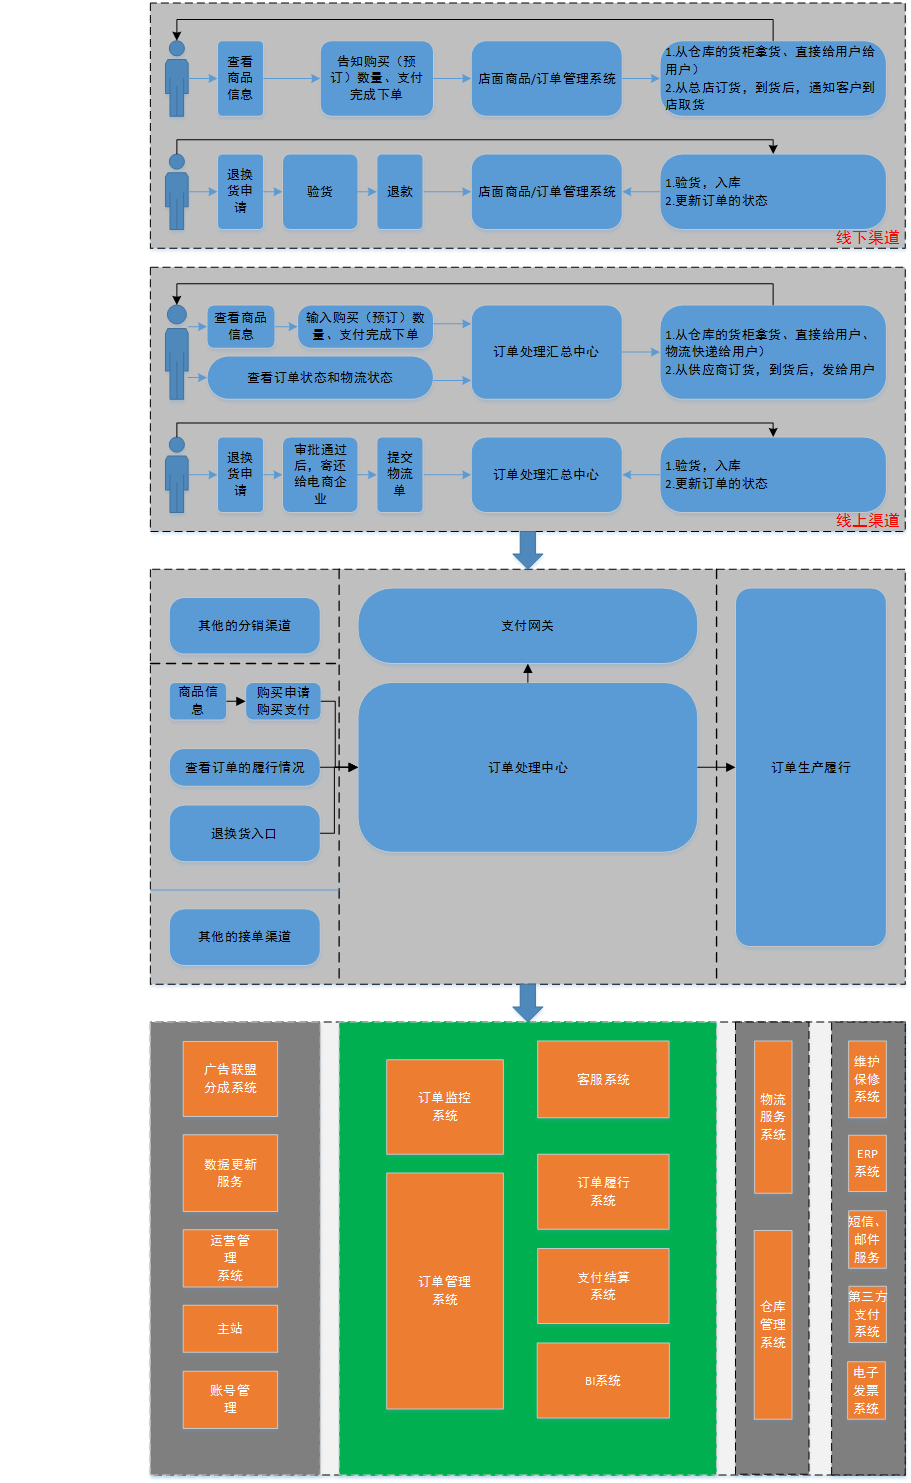 查看
商品
信息
告知购买（预
订）数量、支付
完成下单
店面商品/订单管理系统
1.从仓库的货柜拿货、直接给用户给
用户）
2.从总店订货，到货后，通知客户到
店取货
退换
货申
请
验货
退款
店面商品/订单管理系统
1.验货，入库
2.更新订单的状态
线下渠道
查看商品
信息
输入购买（预订）数
量、支付完成下单
查看订单状态和物流状态
订单处理汇总中心
1.从仓库的货柜拿货、直接给用户、
物流快递给用户）
2.从供应商订货，到货后，发给用户
退换
货申
请
审批通过
后，寄还
给电商企
业
提交
物流
单
订单处理汇总中心
1.验货，入库
2.更新订单的状态
线上渠道
其他的分销渠道
商品信
息
购买申请
购买支付
查看订单的履行情况
退换货入口
其他的接单渠道
支付网关
订单处理中心
订单生产履行
广告联盟
分成系统
数据更新
服务
运营管
理
系统
主站
账号管
理
订单监控
系统
订单管理
系统
客服系统
订单履行
系统
支付结算
系统
BI系统
物流
服务
系统
仓库
管理
系统
维护
保修
系统
ERP
系统
短信、
邮件
服务
第三方
支付
系统
电子
发票
系统